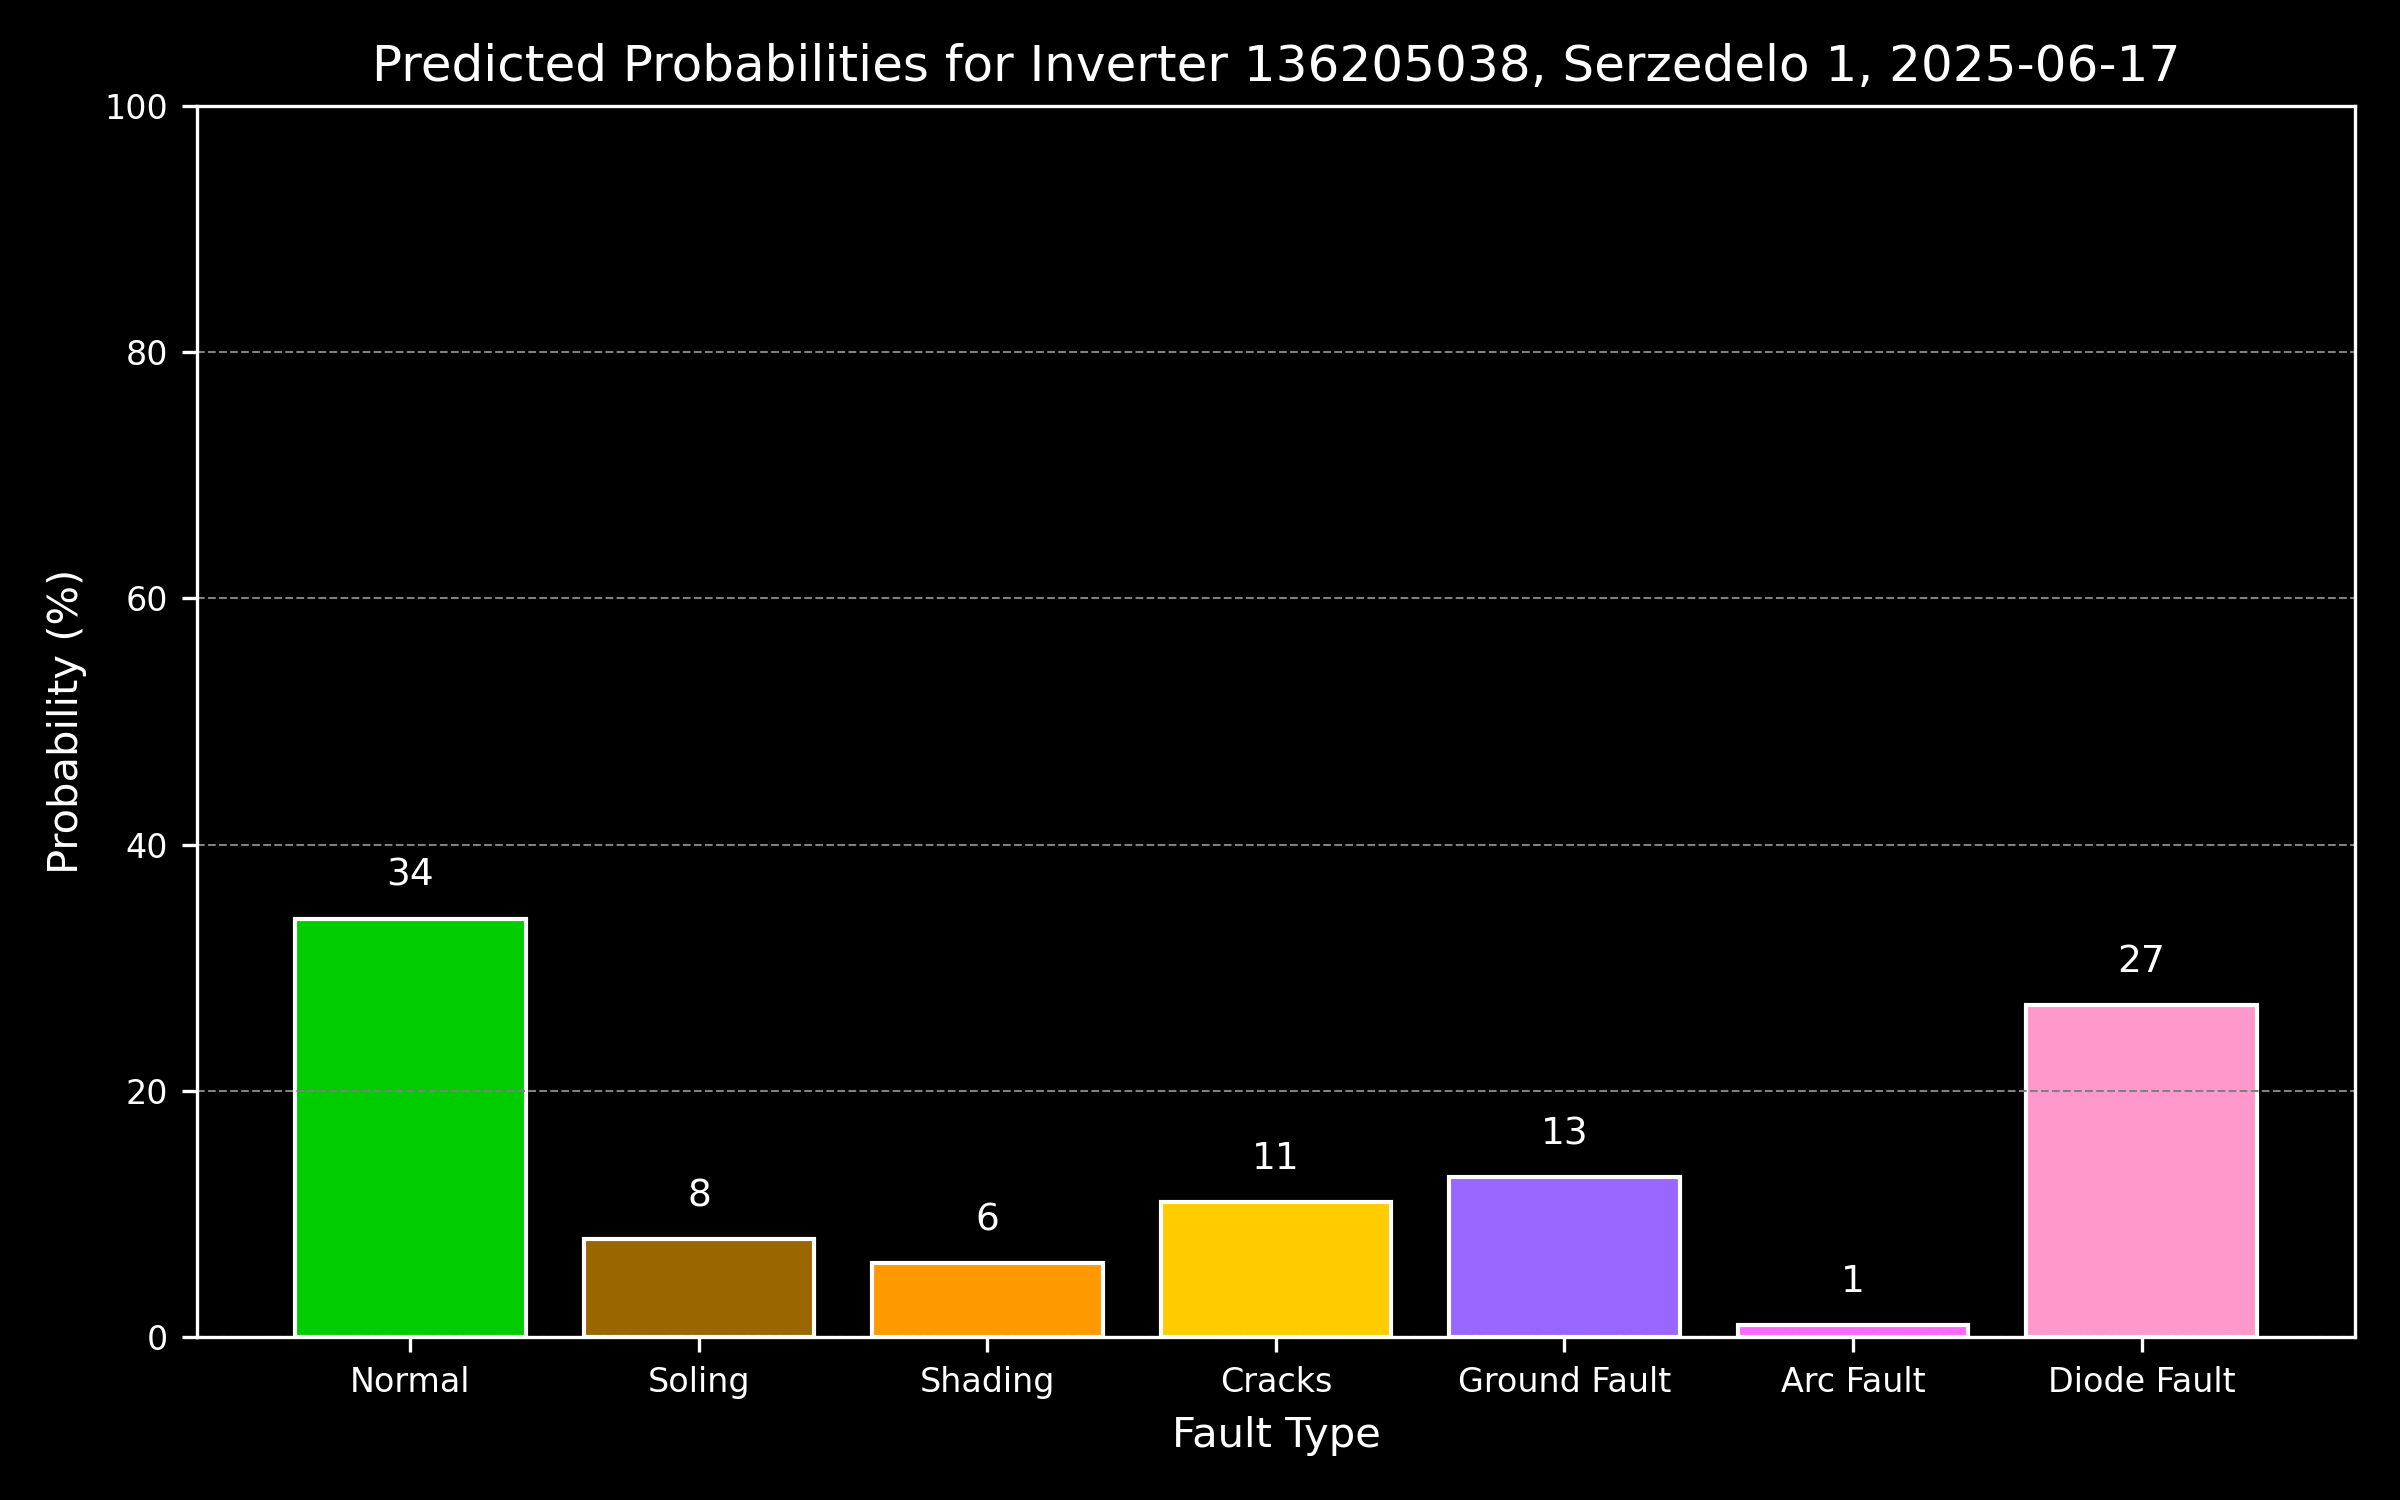 Predicted Probabilities for Inverter 136205038, Serzedelo 1, 2025-06-17
Probability (%)
100
80
60
40
20
0
34
8
6
11
13
1
27
Normal
Soling
Shading
Cracks
Ground Fault
Arc Fault
Diode Fault
Fault Type